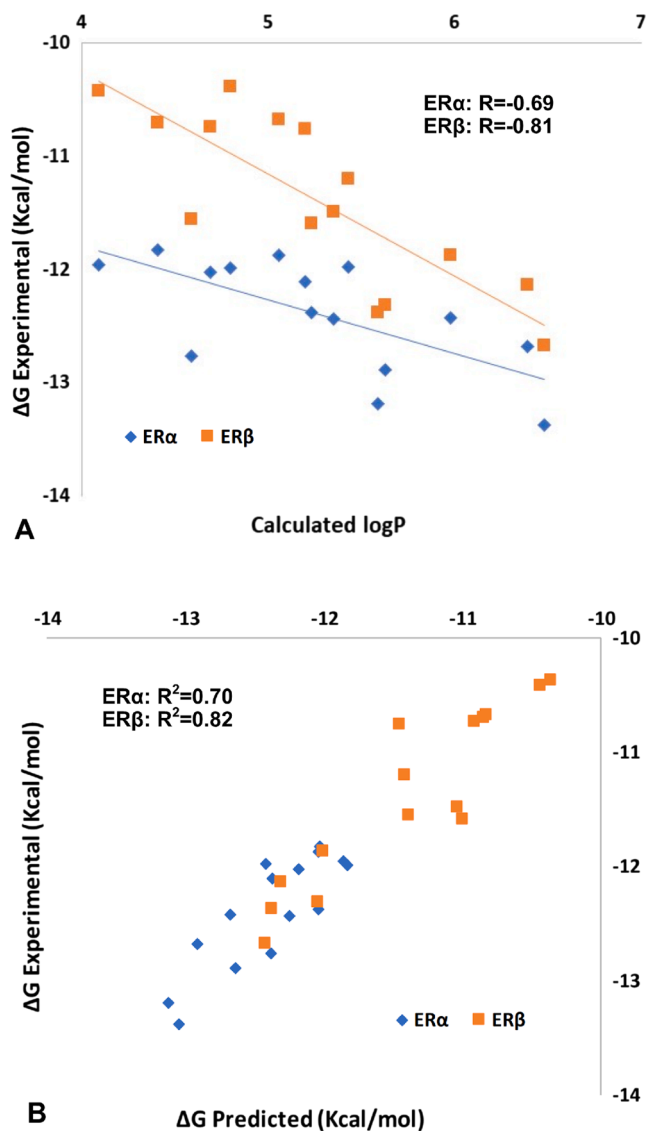 4 5 6 7
-10
-11
-12
-13
-14
ΔG Experimental (Kcal/mol)
ERα: R=-0.69
ERβ: R=-0.81
ERα ERβ
A
Calculated logP
-14 -13 -12 -11 -10
-10
-11
-12
-13
-14
ERα: R²=0.70
ERβ: R²=0.82
ΔG Experimental (Kcal/mol)
ERα ERβ
B
ΔG Predicted (Kcal/mol)